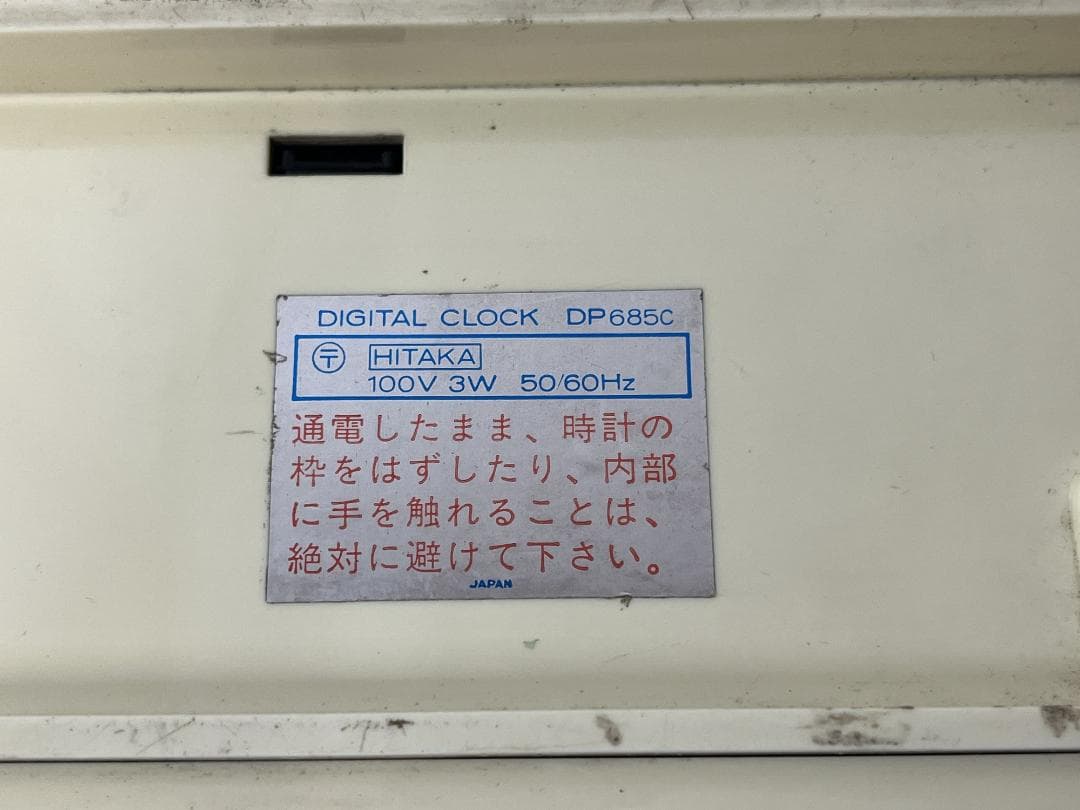 DIGITAL CLOCK DP685C
〒 HITAKA
100V 3W 50/60Hz
通電したまま、時計の
枠をはずしたり、内部
に手を触れることは、
絶対に避けて下さい。
JAPAN